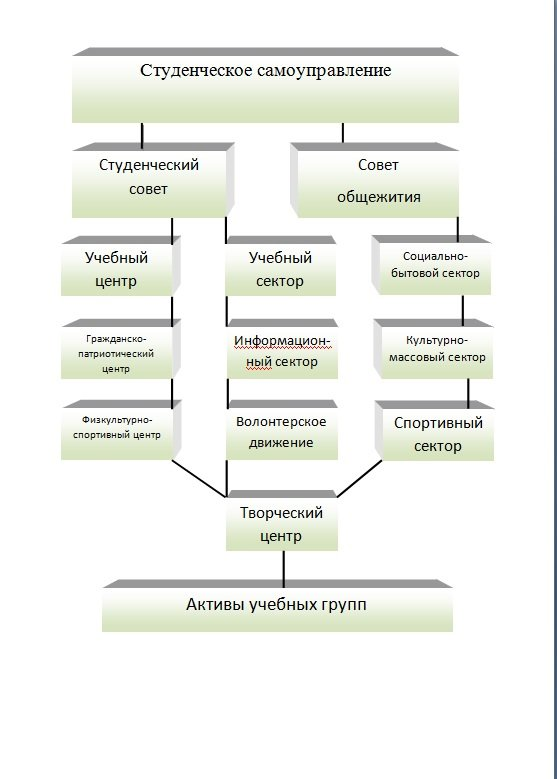 Студенческое самоуправление
Студенческий
совет
Совет
общежития
Учебный
центр
Учебный
сектор
Социально-
бытовой сектор
Гражданско-
патриотический
центр
Информацион-
ный сектор
Культурно-
массовый сектор
Физкультурно-
спортивный центр
Волонтерское
движение
Спортивный
сектор
Творческий
центр
Активы учебных групп